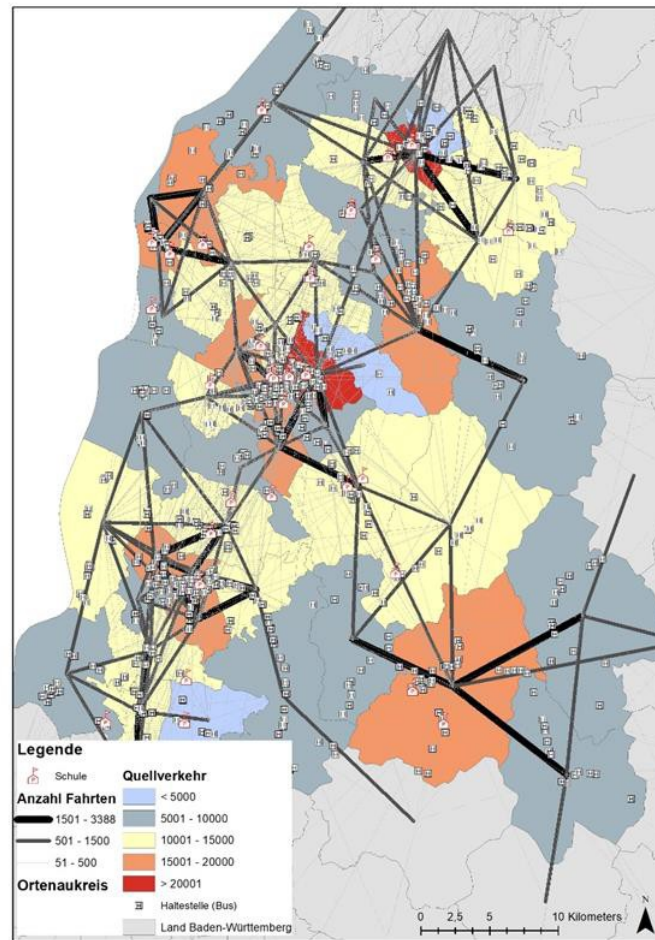 Legende
Schule
Anzahl Fahrten
1501 - 3388
501 - 1500
51 - 500
Ortenaukreis
Quellverkehr
< 5000
5001 - 10000
10001 - 15000
15001 - 20000
> 20001
Haltestelle (Bus)
Land Baden-Württemberg
N
0 2,5 5 10 Kilometers